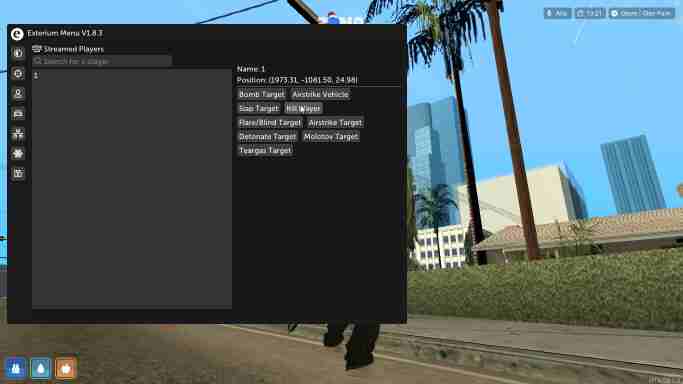 Exterium Menu V1.8.3
Streamed Players
Search for a player
1
Name: 1
Position: (1973.31, -1081.50, 24.98)
Bomb Target
Airstrike Vehicle
Slap Target
Kill Player
Flare/Blind Target
Airstrike Target
Detonate Target
Molotov Target
Teargas Target
13:21